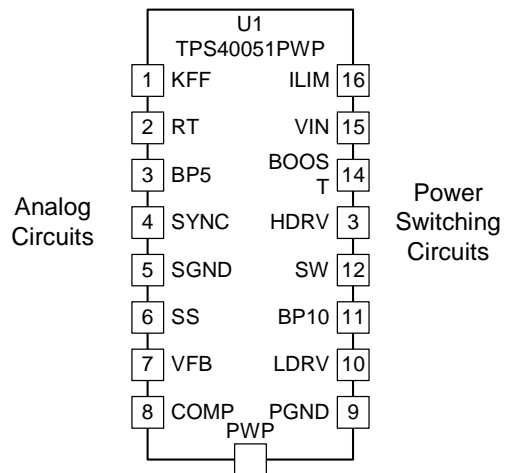 U1
TPS40051PWP
1 KFF ILIM 16
2 RT VIN 15
3 BP5 BOOS
T 14
4 SYNC HDRV 3
5 SGND SW 12
6 SS BP10 11
7 VFB LDRV 10
8 COMP PGND 9
PWP
Analog
Circuits
Power
Switching
Circuits